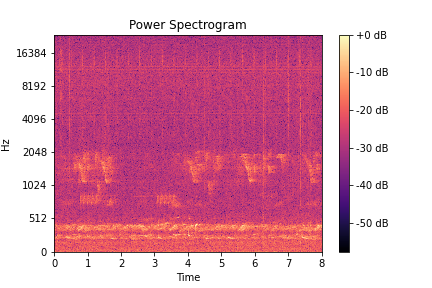 Power Spectrogram
16384
8192
4096
2048
1024
512
0
Hz
0 1 2 3 4 5 6 7 8
Time
+0 dB
-10 dB
-20 dB
-30 dB
-40 dB
-50 dB